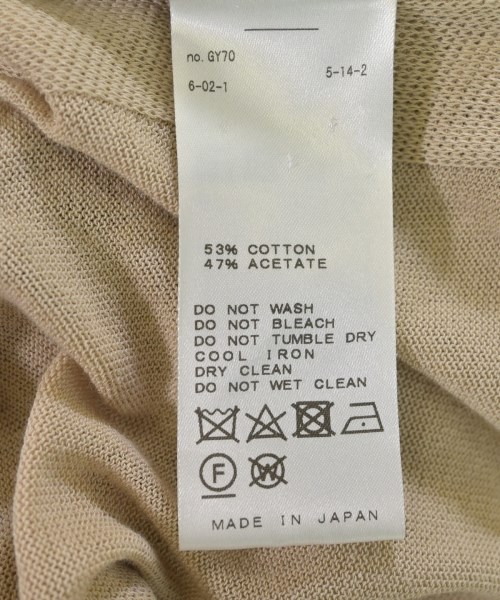 no. GY70
5-14-2
6-02-1
53% COTTON
47% ACETATE
DO NOT WASH
DO NOT BLEACH
DO NOT TUMBLE DRY
COOL IRON
DRY CLEAN
DO NOT WET CLEAN
F W
MADE IN JAPAN